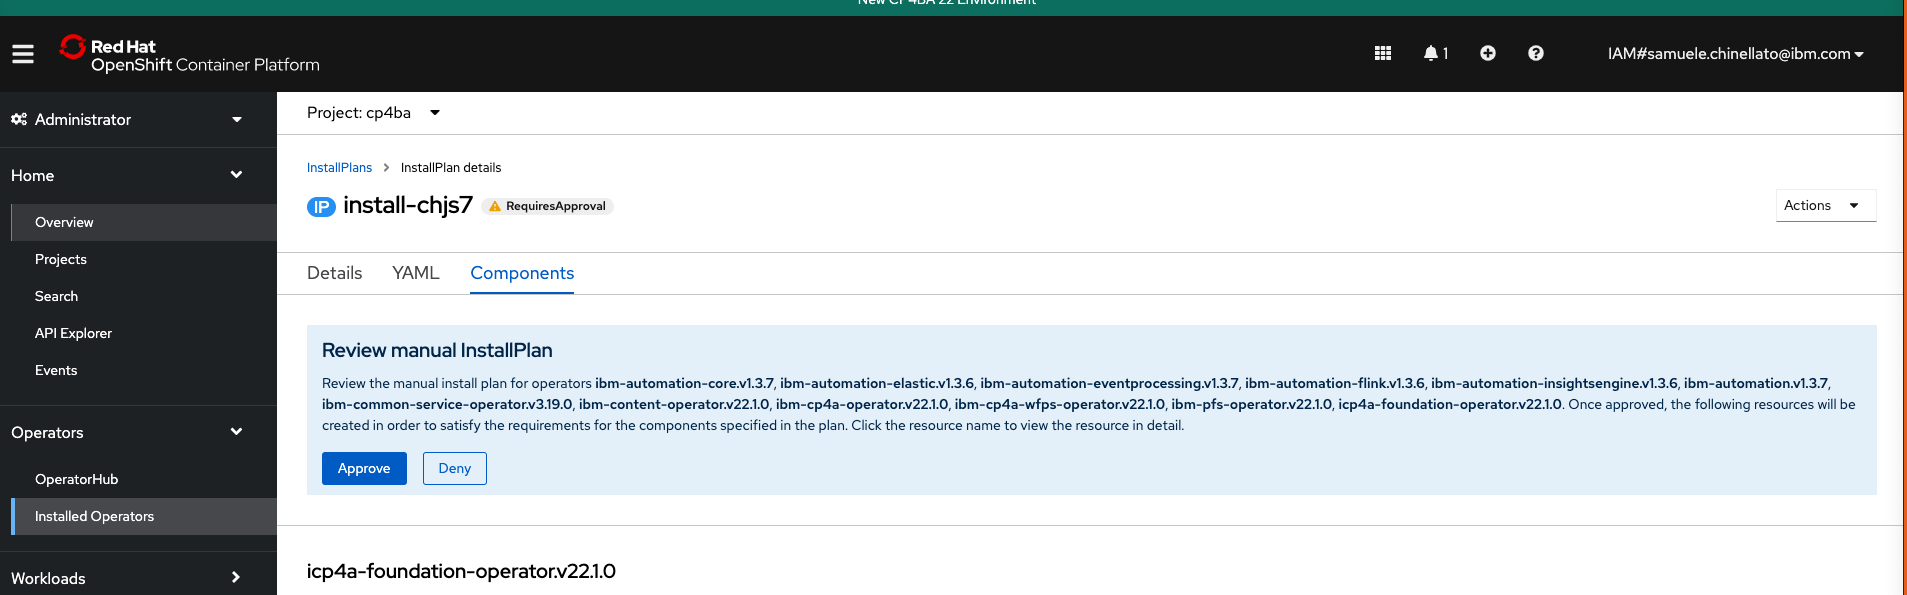 New CP4BA 22 Environment
Red Hat
OpenShift Container Platform
1
IAM#samuele.chinellato@ibm.com
Administrator
Home
Overview
Projects
Search
API Explorer
Events
Operators
OperatorHub
Installed Operators
Workloads
Project: cp4ba
InstallPlans > InstallPlan details
IP install-chjs7 RequiresApproval
Actions
Details YAML Components
Review manual InstallPlan
Review the manual install plan for operators ibm-automation-core.v1.3.7, ibm-automation-elastic.v1.3.6, ibm-automation-eventprocessing.v1.3.7, ibm-automation-flink.v1.3.6, ibm-automation-insightsengine.v1.3.6, ibm-automation.v1.3.7,
ibm-common-service-operator.v3.19.0, ibm-content-operator.v22.1.0, ibm-cp4a-operator.v22.1.0, ibm-cp4a-wfps-operator.v22.1.0, ibm-pfs-operator.v22.1.0, icp4a-foundation-operator.v22.1.0. Once approved, the following resources will be
created in order to satisfy the requirements for the components specified in the plan. Click the resource name to view the resource in detail.
Approve Deny
icp4a-foundation-operator.v22.1.0